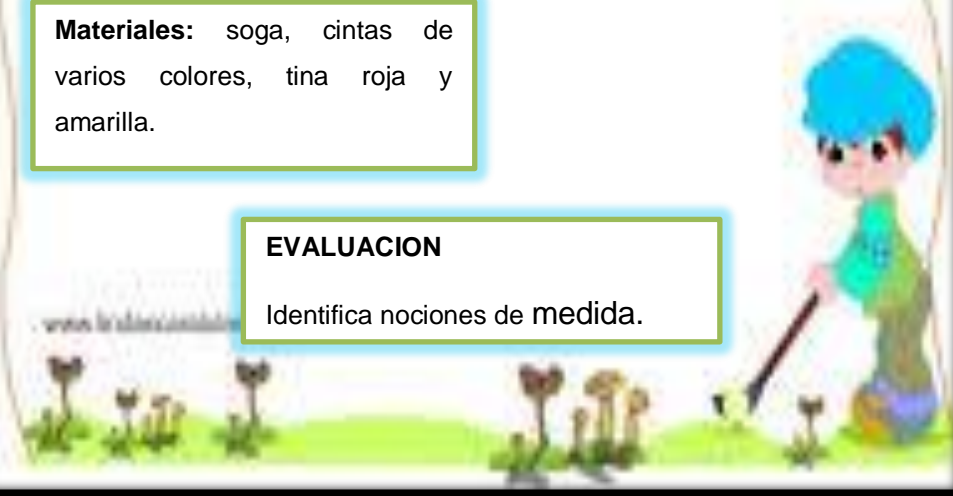 Materiales: soga, cintas de
varios colores, tina roja y
amarilla.
EVALUACION
Identifica nociones de medida.